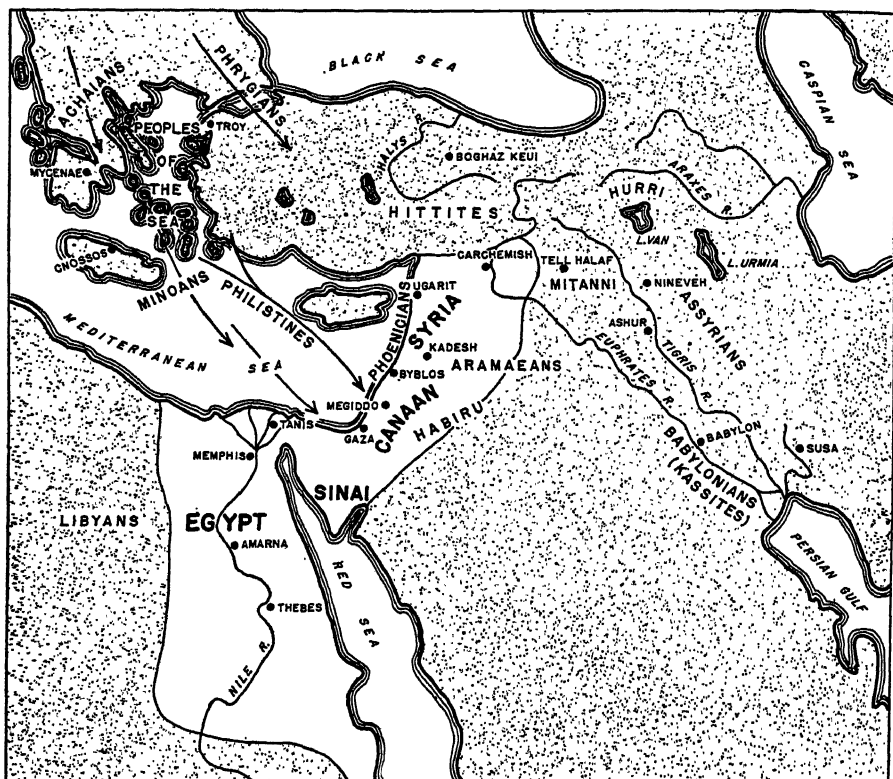 BLACK SEA
CASPIAN SEA
ACHAIANS
PHRYGIANS
PEOPLES OF THE SEA
TROY
MYCENAE
HALYS R.
BOGHAZ KEUI
HITTITES
HURRI
ARAXES R.
L. VAN
L. URMIA
CNOSSOS
MINOANS
PHILISTINES
CARCHEMISH
TELL HALAF
MITANNI
NINEVEH
ASSYRIANS
UGARIT
PHOENICIANS
SYRIA
ASHUR
TIGRIS R.
EUPHRATES R.
MEDITERRANEAN SEA
KADESH
ARAMAEANS
BYBLOS
MEGIDDO
CANAAN
HABIRU
TANIS
GAZA
MEMPHIS
BABYLON
SUSA
BABYLONIANS
(KASSITES)
SINAI
LIBYANS
EGYPT
AMARNA
RED SEA
PERSIAN GULF
THEBES
NILE R.